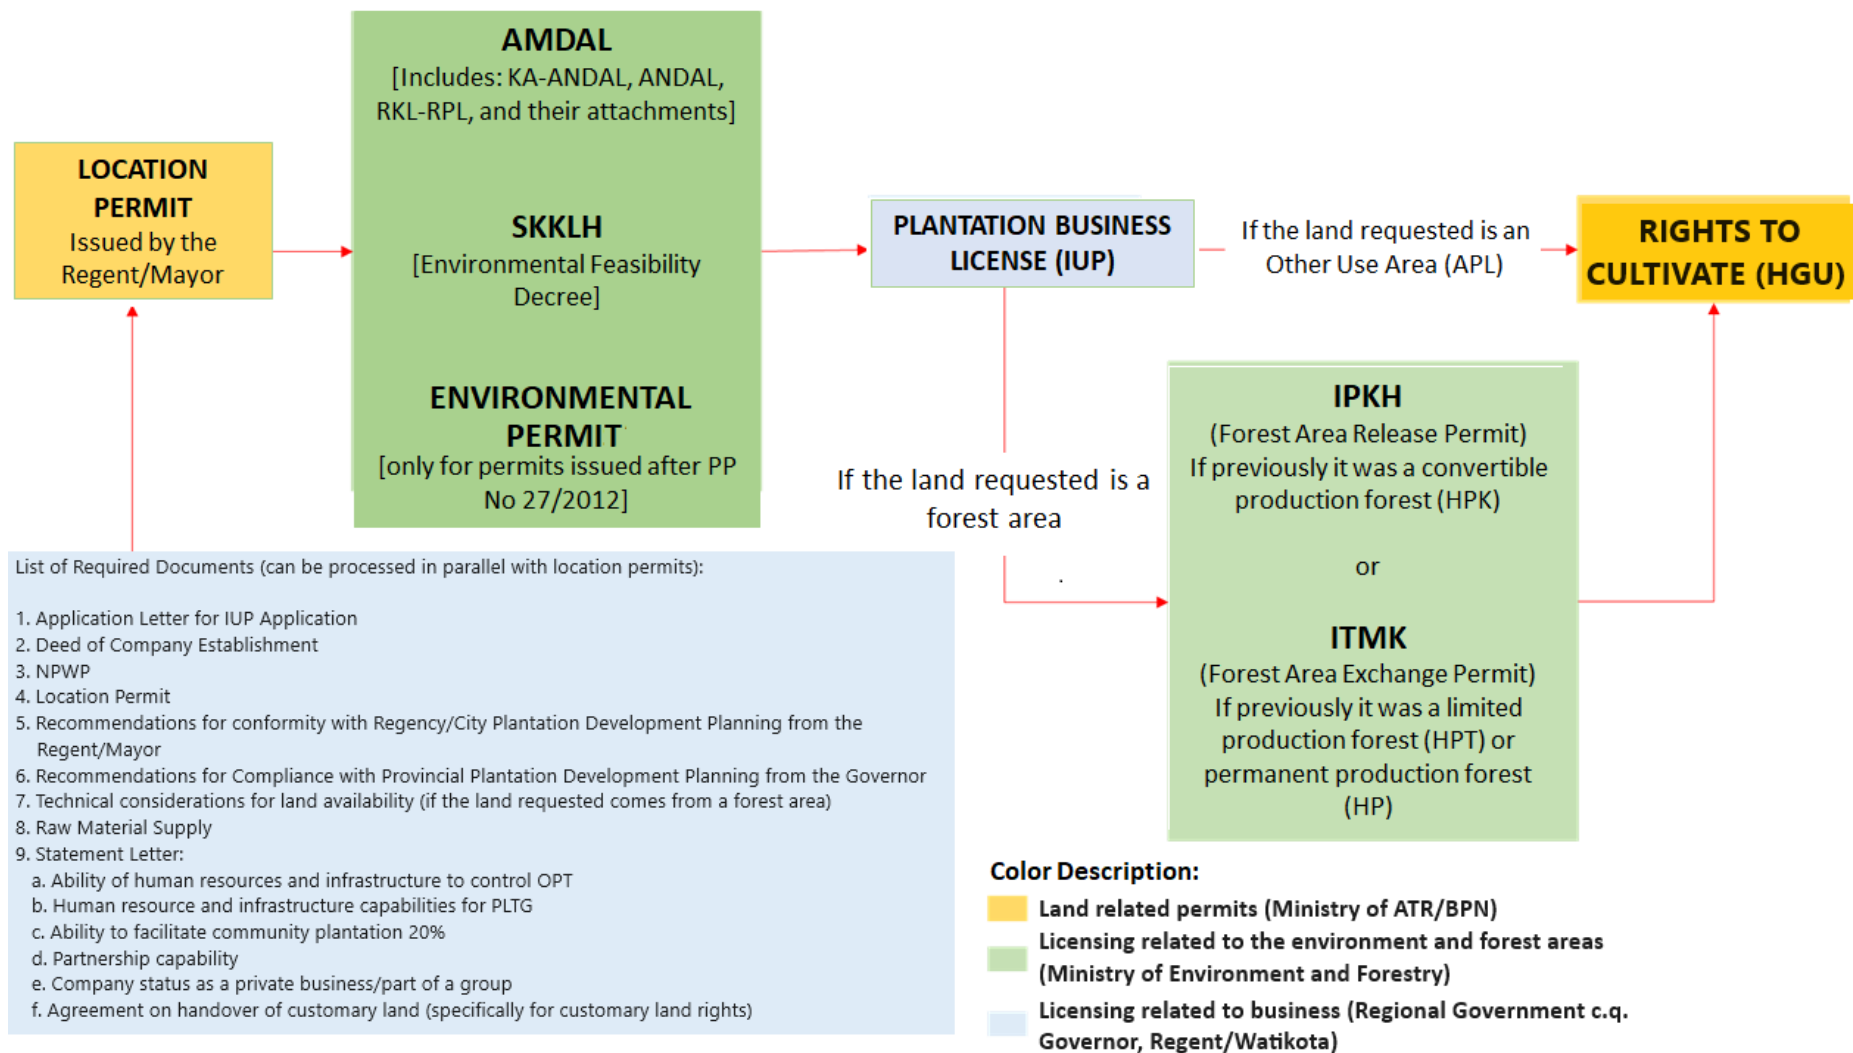 AMDAL
[Includes: KA-ANDAL, ANDAL,
RKL-RPL, and their attachments]
LOCATION
PERMIT
Issued by the
Regent/Mayor
SKKLH
[Environmental Feasibility
Decree]
ENVIRONMENTAL
PERMIT
[only for permits issued after PP
No 27/2012]
PLANTATION BUSINESS
LICENSE (IUP)
If the land requested is an
Other Use Area (APL)
RIGHTS TO
CULTIVATE (HGU)
If the land requested is a
forest area
IPKH
(Forest Area Release Permit)
If previously it was a convertible
production forest (HPK)
or
ITMK
(Forest Area Exchange Permit)
If previously it was a limited
production forest (HPT) or
permanent production forest
(HP)
List of Required Documents (can be processed in parallel with location permits):
1. Application Letter for IUP Application
2. Deed of Company Establishment
3. NPWP
4. Location Permit
5. Recommendations for conformity with Regency/City Plantation Development Planning from the
Regent/Mayor
6. Recommendations for Compliance with Provincial Plantation Development Planning from the Governor
7. Technical considerations for land availability (if the land requested comes from a forest area)
8. Raw Material Supply
9. Statement Letter:
a. Ability of human resources and infrastructure to control OPT
b. Human resource and infrastructure capabilities for PLTG
c. Ability to facilitate community plantation 20%
d. Partnership capability
e. Company status as a private business/part of a group
f. Agreement on handover of customary land (specifically for customary land rights)
Color Description:
Land related permits (Ministry of ATR/BPN)
Licensing related to the environment and forest areas
(Ministry of Environment and Forestry)
Licensing related to business (Regional Government c.q.
Governor, Regent/Watikota)